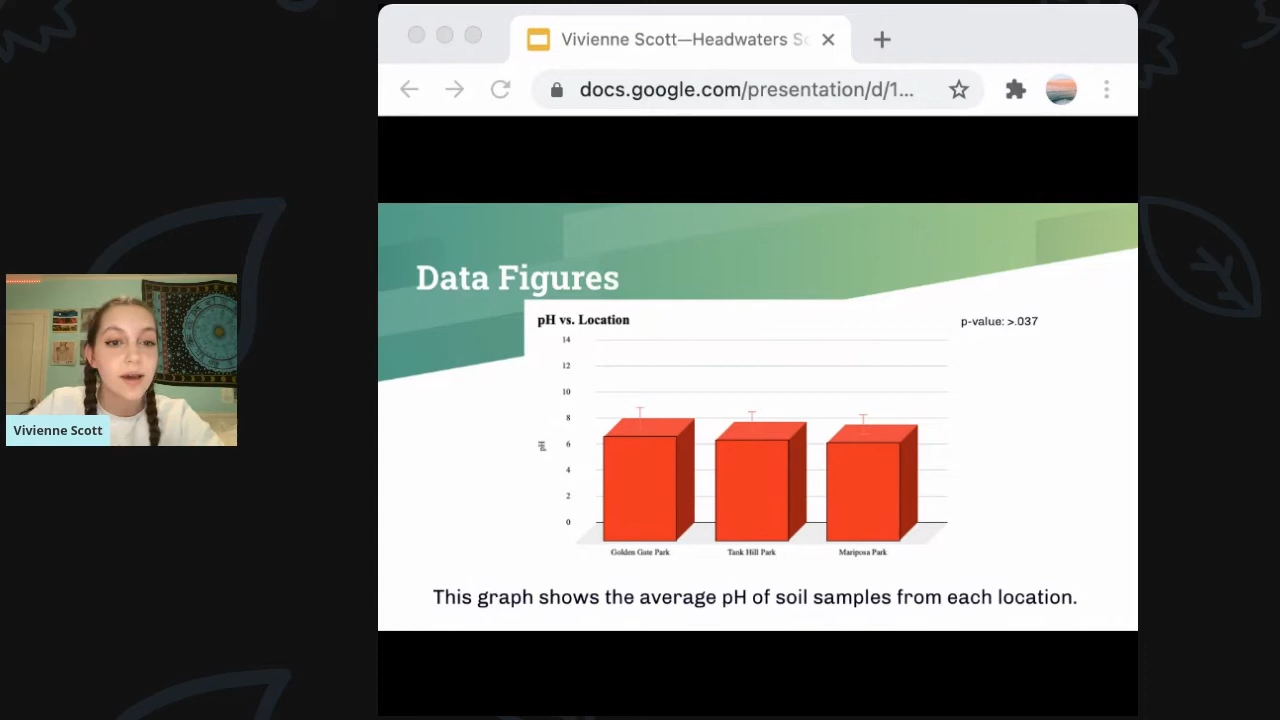 Vivienne Scott—Headwaters Sc
docs.google.com/presentation/d/1...
Data Figures
pH vs. Location
p-value: >.037
14
12
10
8
6
4
2
0
pH
Golden Gate Park
Tank Hill Park
Mariposa Park
This graph shows the average pH of soil samples from each location.
Vivienne Scott